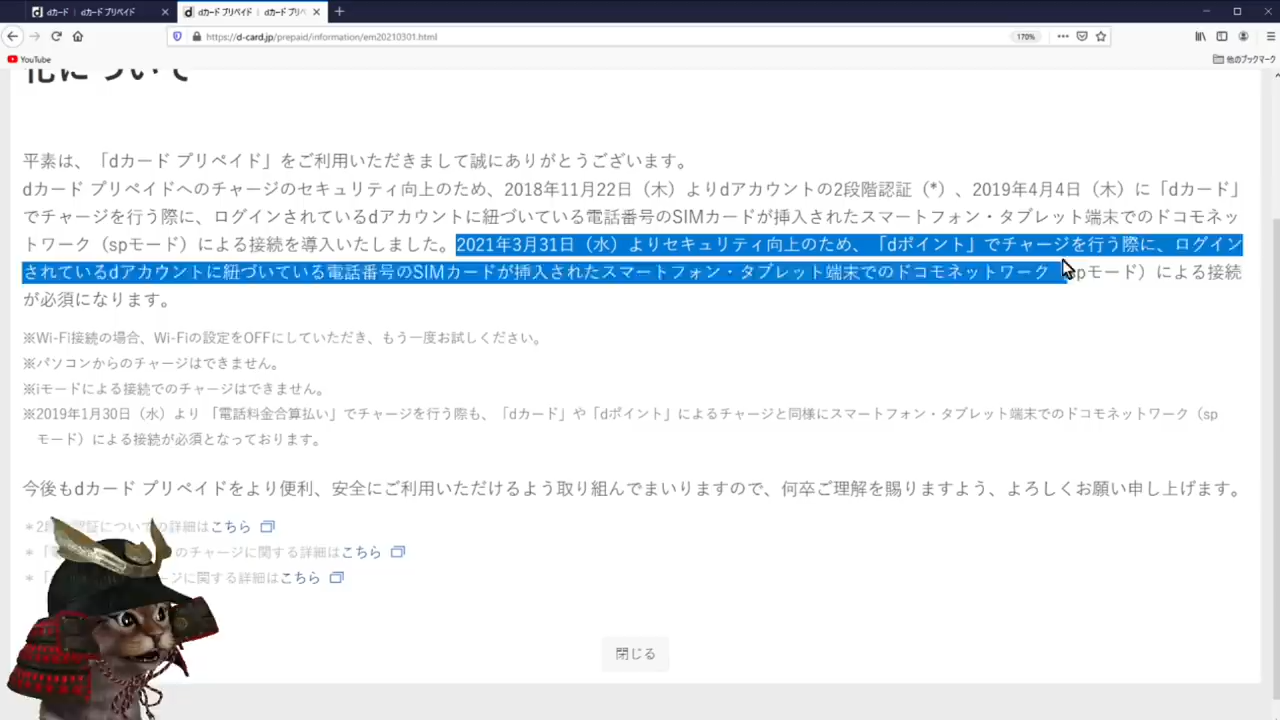 dカード | dカード プリペイド
dカード プリペイド | dカード プリペ
https://d-card.jp/prepaid/information/em20210301.html
170%
YouTube
他のブックマーク
化について
平素は、「dカード プリペイド」をご利用いただきまして誠にありがとうございます。
dカード プリペイドへのチャージのセキュリティ向上のため、2018年11月22日（木）よりdアカウントの2段階認証（*）、2019年4月4日（木）に「dカード」
でチャージを行う際に、ログインされているdアカウントに紐づいている電話番号のSIMカードが挿入されたスマートフォン・タブレット端末でのドコモネッ
トワーク（spモード）による接続を導入いたしました。2021年3月31日（水）よりセキュリティ向上のため、「dポイント」でチャージを行う際に、ログイン
されているdアカウントに紐づいている電話番号のSIMカードが挿入されたスマートフォン・タブレット端末でのドコモネットワーク（spモード）による接続
が必須になります。
※Wi-Fi接続の場合、Wi-Fiの設定をOFFにしていただき、もう一度お試しください。
※パソコンからのチャージはできません。
※iモードによる接続でのチャージはできません。
※2019年1月30日（水）より 「電話料金合算払い」でチャージを行う際も、「dカード」や「dポイント」によるチャージと同様にスマートフォン・タブレット端末でのドコモネットワーク（sp
モード）による接続が必須となっております。
今後もdカード プリペイドをより便利、安全にご利用いただけるよう取り組んでまいりますので、何卒ご理解を賜りますよう、よろしくお願い申し上げます。
* 2段 認証についての詳細はこちら
* 「 のチャージに関する詳細はこちら
* 「 ージに関する詳細はこちら
閉じる